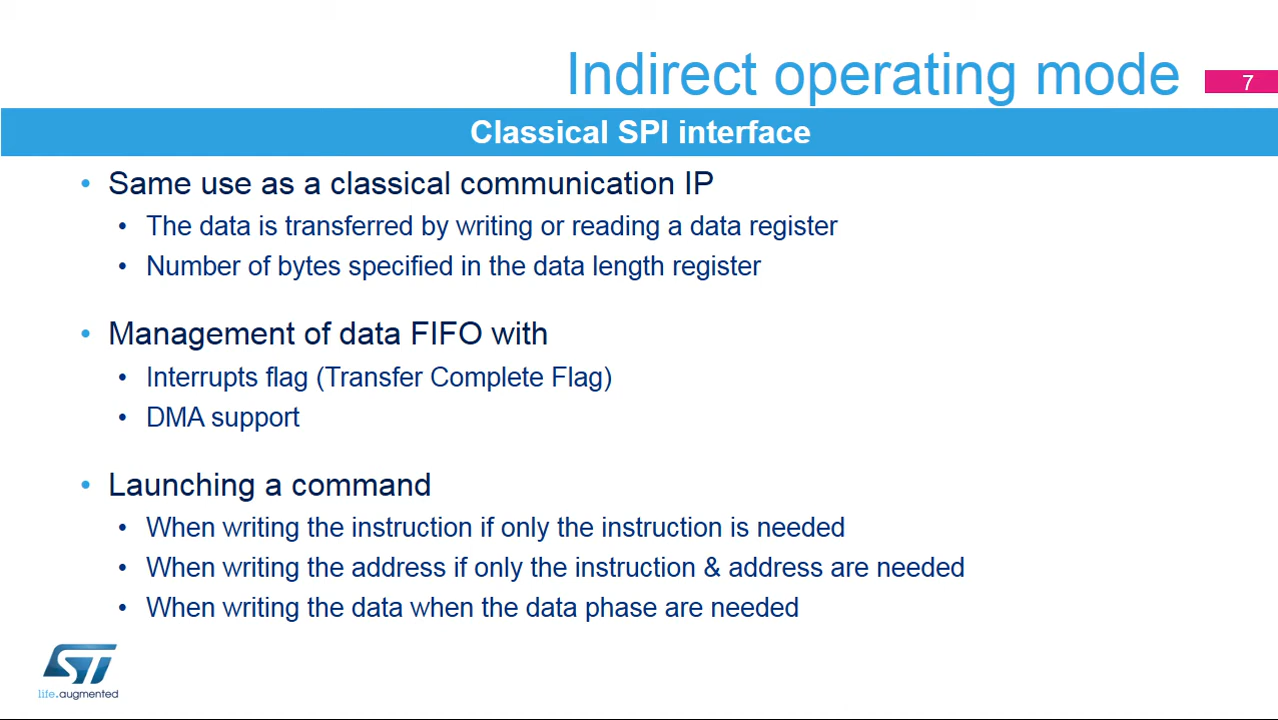 Indirect operating mode
7
Classical SPI interface
• Same use as a classical communication IP
• The data is transferred by writing or reading a data register
• Number of bytes specified in the data length register
• Management of data FIFO with
• Interrupts flag (Transfer Complete Flag)
• DMA support
• Launching a command
• When writing the instruction if only the instruction is needed
• When writing the address if only the instruction & address are needed
• When writing the data when the data phase are needed
ST
life.augmented